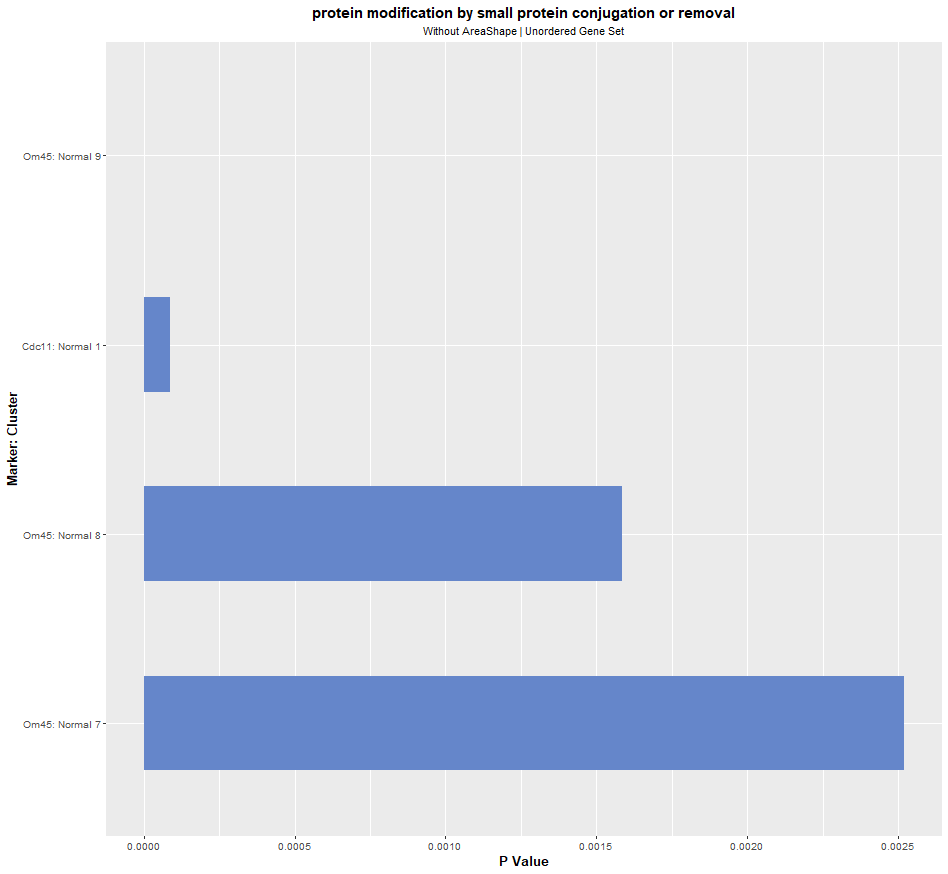 protein modification by small protein conjugation or removal
Without AreaShape | Unordered Gene Set
Om45: Normal 9
Cdc11: Normal 1
Om45: Normal 8
Om45: Normal 7
Marker: Cluster
0.0000 0.0005 0.0010 0.0015 0.0020 0.0025
P Value